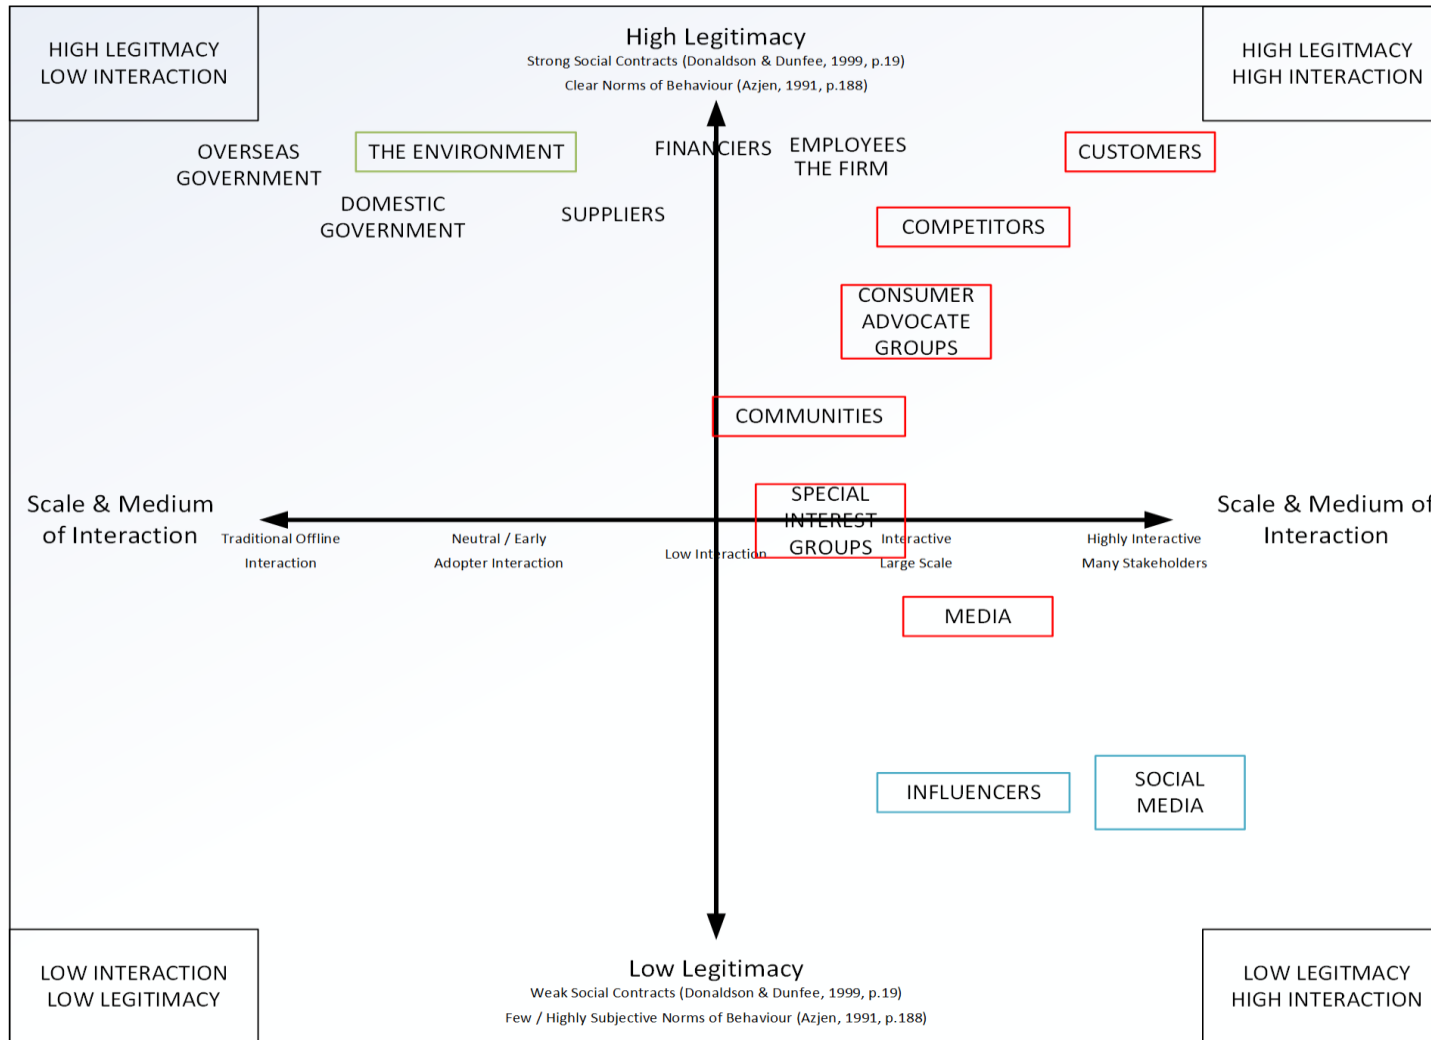 HIGH LEGITMACY
LOW INTERACTION
High Legitimacy
Strong Social Contracts (Donaldson & Dunfee, 1999, p.19)
Clear Norms of Behaviour (Azjen, 1991, p.188)
HIGH LEGITMACY
HIGH INTERACTION
OVERSEAS
GOVERNMENT
THE ENVIRONMENT
FINANCIERS
EMPLOYEES
THE FIRM
CUSTOMERS
DOMESTIC
GOVERNMENT
SUPPLIERS
COMPETITORS
CONSUMER
ADVOCATE
GROUPS
COMMUNITIES
Scale & Medium
of Interaction
SPECIAL
INTEREST
GROUPS
Scale & Medium of
Interaction
Traditional Offline
Interaction
Neutral / Early
Adopter Interaction
Low Interaction
Interactive
Large Scale
Highly Interactive
Many Stakeholders
MEDIA
INFLUENCERS
SOCIAL
MEDIA
LOW INTERACTION
LOW LEGITIMACY
Low Legitimacy
Weak Social Contracts (Donaldson & Dunfee, 1999, p.19)
Few / Highly Subjective Norms of Behaviour (Azjen, 1991, p.188)
LOW LEGITMACY
HIGH INTERACTION